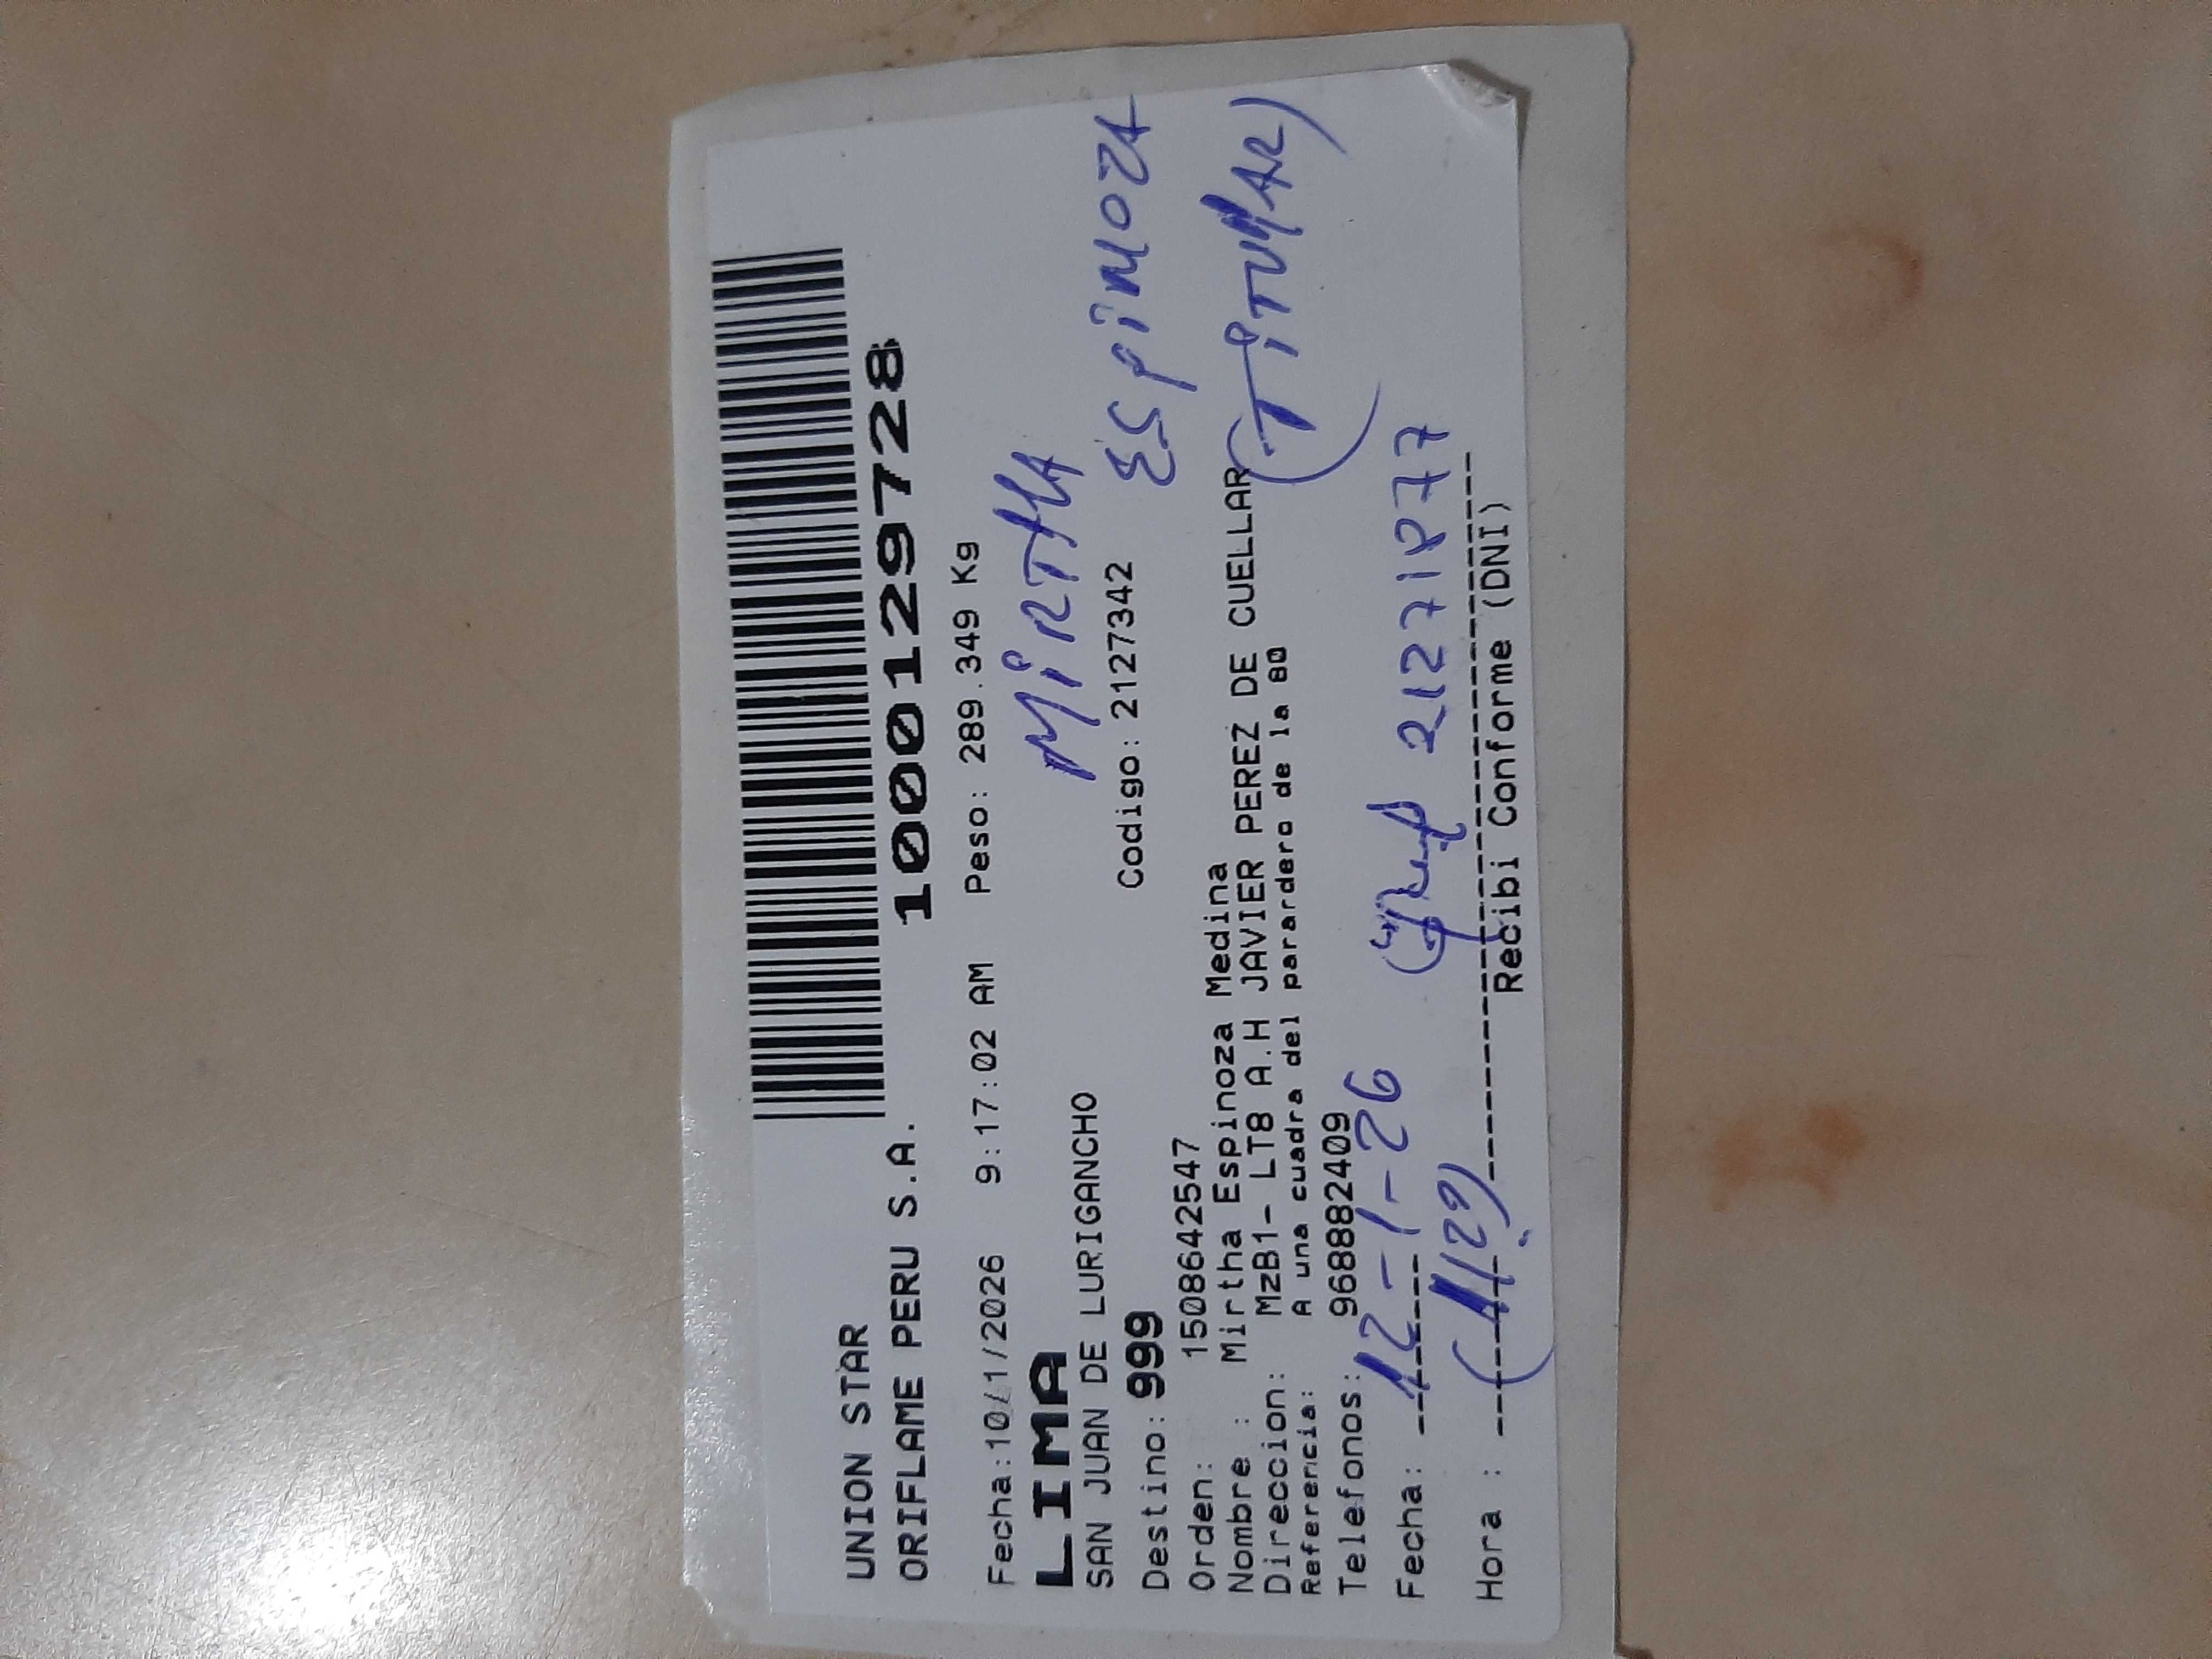 UNION STAR
ORIFLAME PERU S.A.
1000129728
Fecha:10/1/2026 9:17:02 AM Peso: 289.349 Kg
LIMA
MiRTHA
SAN JUAN DE LURIGANCHO
Destino: 999 Codigo: 2127342
ESpiNOZA
Orden: 1508642547
Nombre : Mirtha Espinoza Medina
Direccion: MzB1- LT8 A.H JAVIER PEREZ DE CUELLAR
(TiTULAR)
Referencia: A una cuadra del parardero de la 80
Telefonos: 968882409
Fecha: 12-1-26
Hora :
Recibi Conforme (DNI)